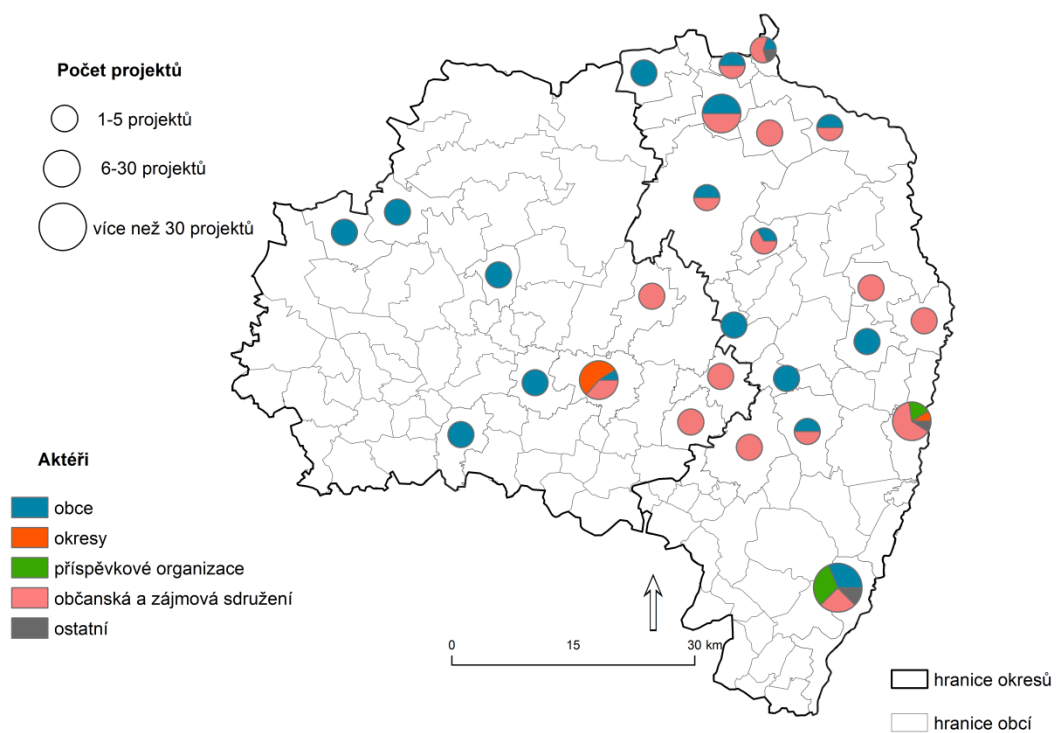 Počet projektů
1-5 projektů
6-30 projektů
více než 30 projektů
Aktéři
obce
okresy
příspěvkové organizace
občanská a zájmová sdružení
ostatní
0 15 30 km
hranice okresů
hranice obcí